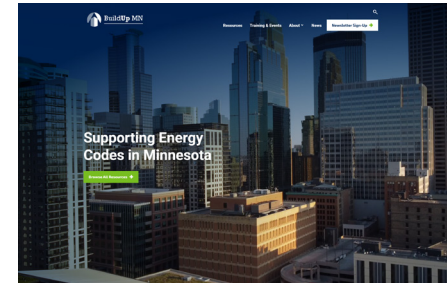 BuildUp MN
Resources Training & Events About News Newsletter Sign-Up
Supporting Energy
Codes in Minnesota
Browse All Resources